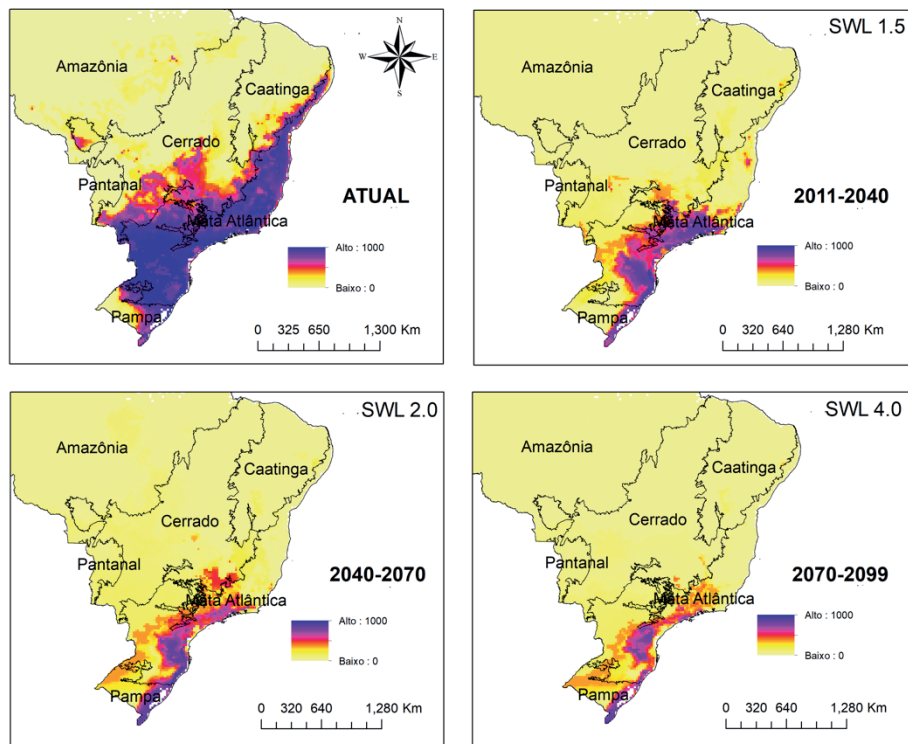 N
W
E
S
Amazônia
Caatinga
Cerrado
Pantanal
ATUAL
Mata Atlântica
Alto : 1000
Baixo : 0
Pampa
0 325 650 1,300 Km
SWL 1.5
Amazônia
Caatinga
Cerrado
Pantanal
2011-2040
Mata Atlântica
Alto : 1000
Baixo : 0
Pampa
0 320 640 1,280 Km
SWL 2.0
Amazônia
Caatinga
Cerrado
Pantanal
2040-2070
Mata Atlântica
Alto : 1000
Baixo : 0
Pampa
0 320 640 1,280 Km
SWL 4.0
Amazônia
Caatinga
Cerrado
Pantanal
2070-2099
Mata Atlântica
Alto : 1000
Baixo : 0
Pampa
0 320 640 1,280 Km